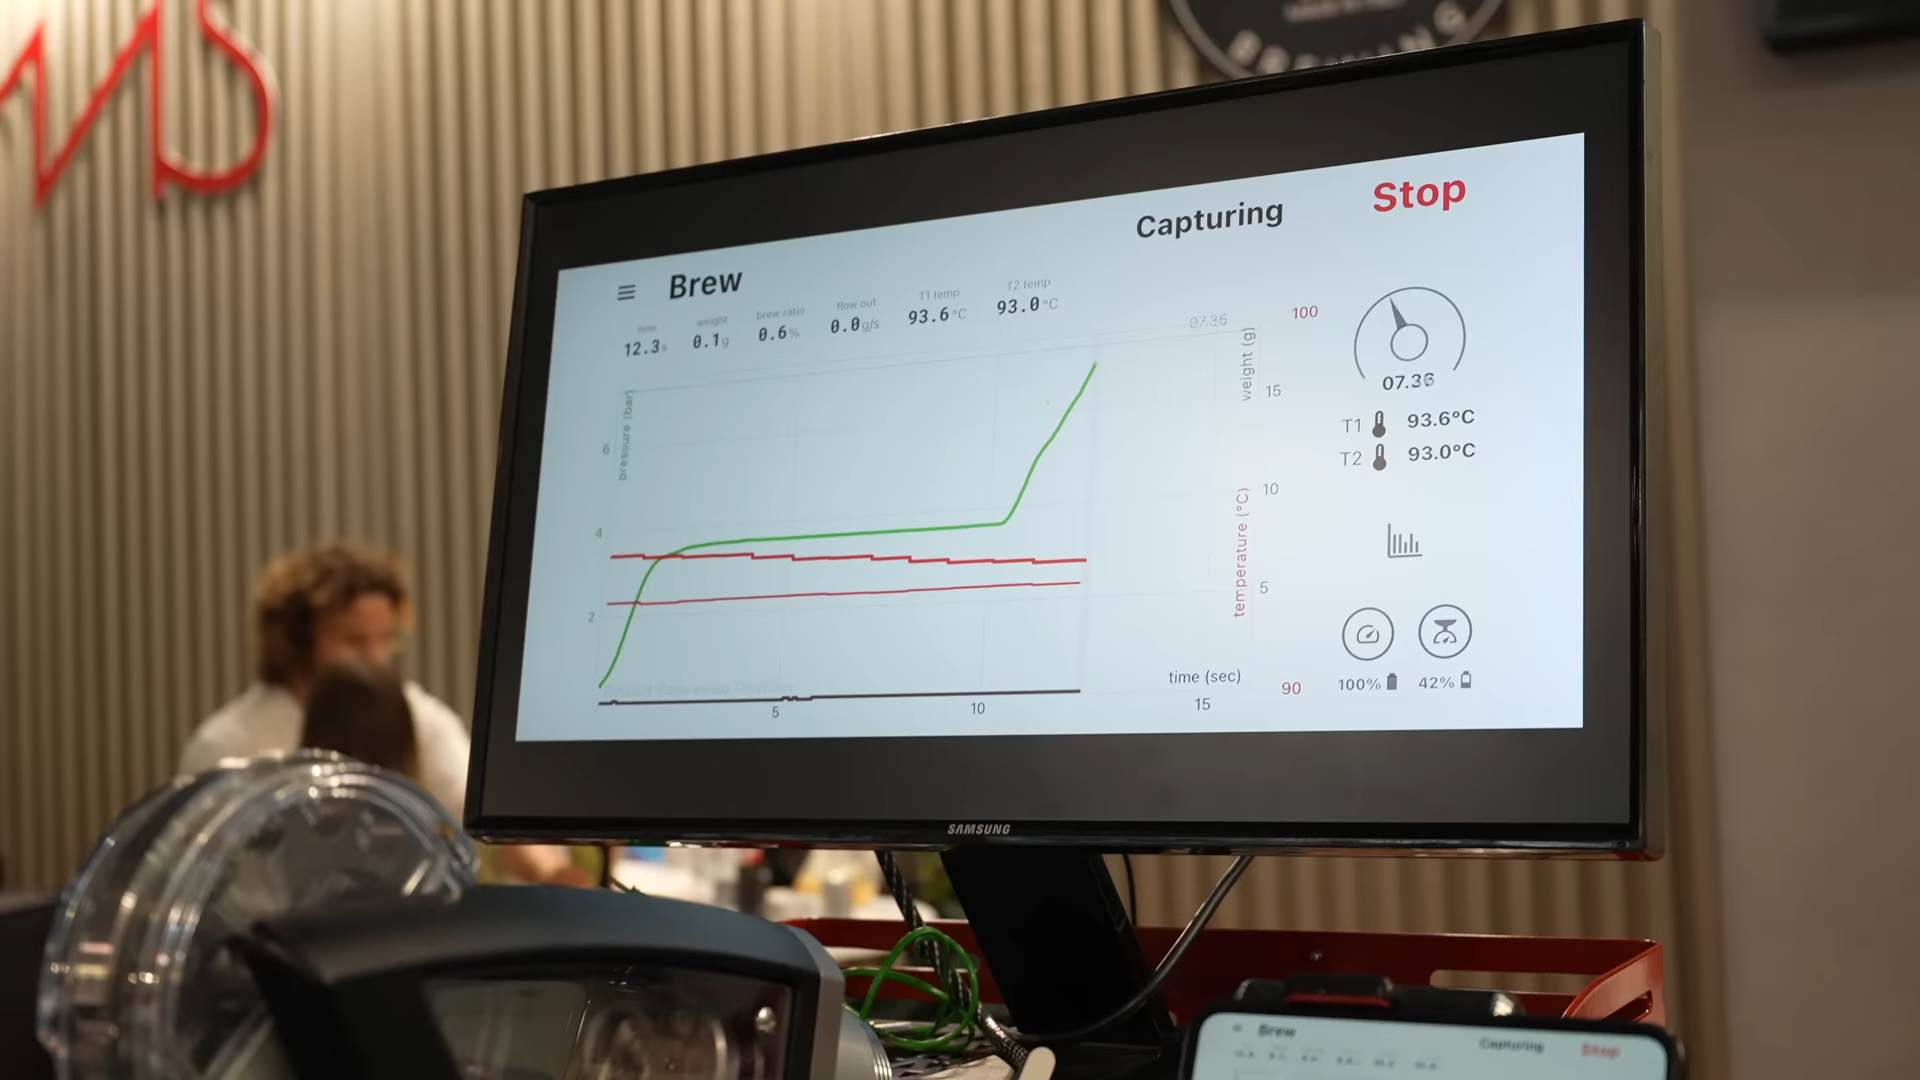 BREWING
Stop
Capturing
Brew
time
weight
brew ratio
flow out
T1 temp
T2 temp
12.3s
0.1g
0.6%
0.0g/s
93.6°C
93.0°C
07.36
100
weight (g)
15
07.36
pressure (bar)
6
T1 93.6°C
T2 93.0°C
10
4
temperature (°C)
5
2
time (sec)
90
100%
42%
5
10
15
SAMSUNG
Brew
Capturing
Stop